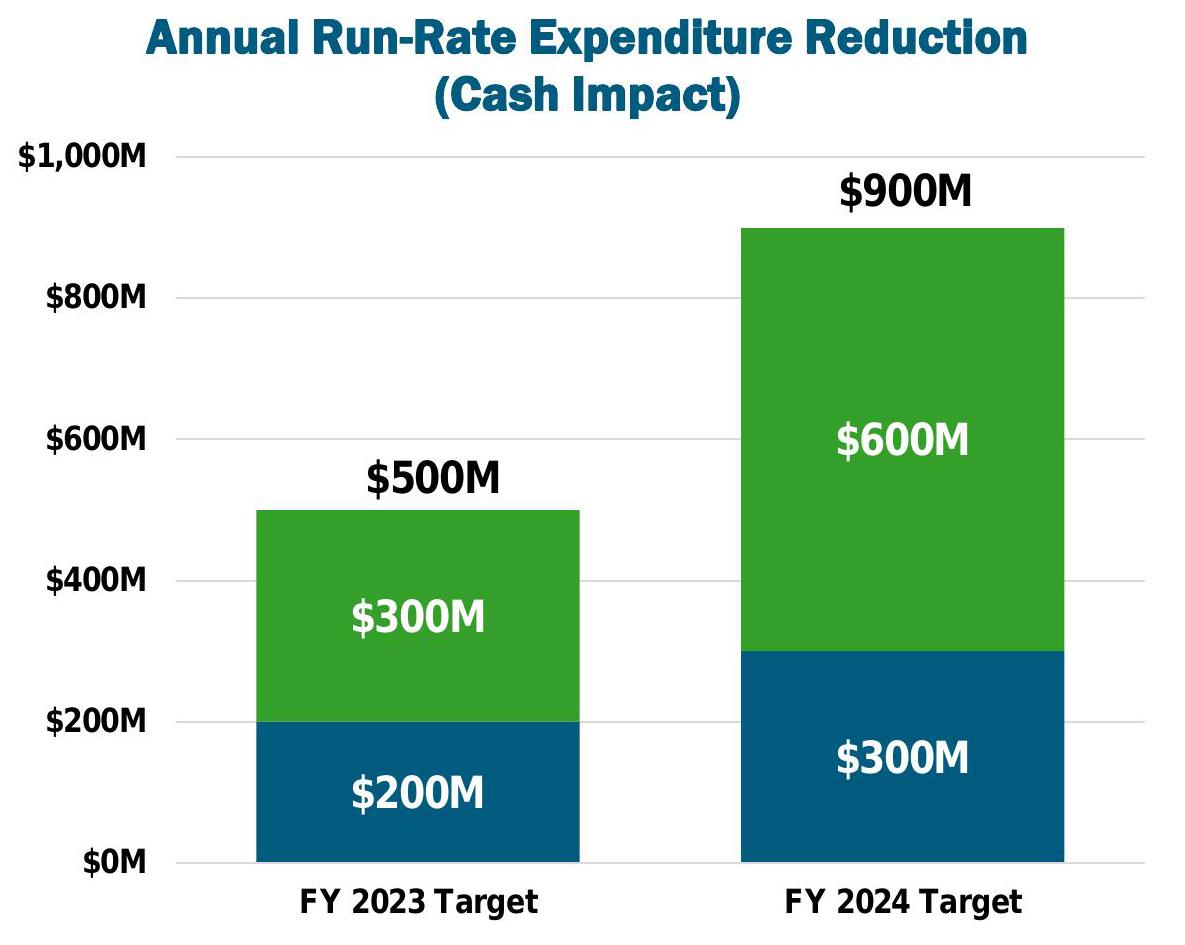 Annual Run-Rate Expenditure Reduction
(Cash Impact)
$1,000M
$900M
$800M
$600M
$600M
$500M
$400M
$300M
$200M
$300M
$200M
$0M
FY 2023 Target
FY 2024 Target